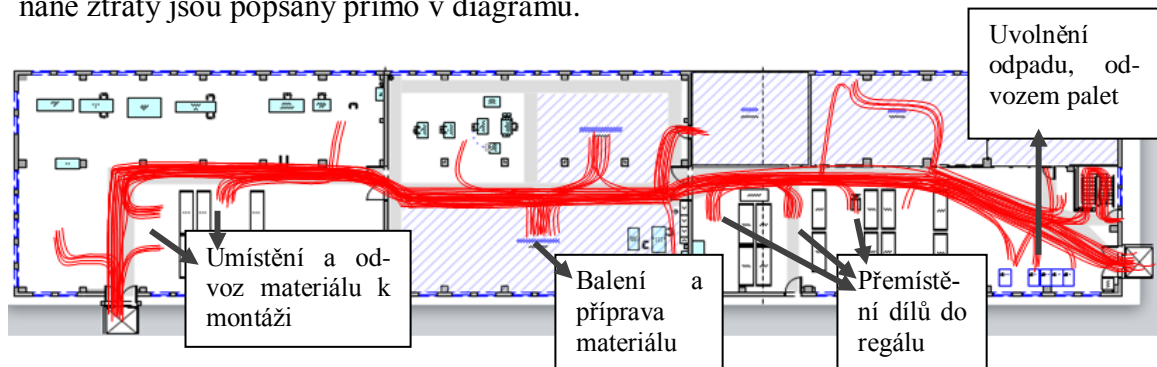 nané ztráty jsou popsány přímo v diagramu.
Uvolnění
odpadu, od-
vozem palet
Umístění a od-
voz materiálu k
montáži
Balení a
příprava
materiálu
Přemístě-
ní dílů do
regálu